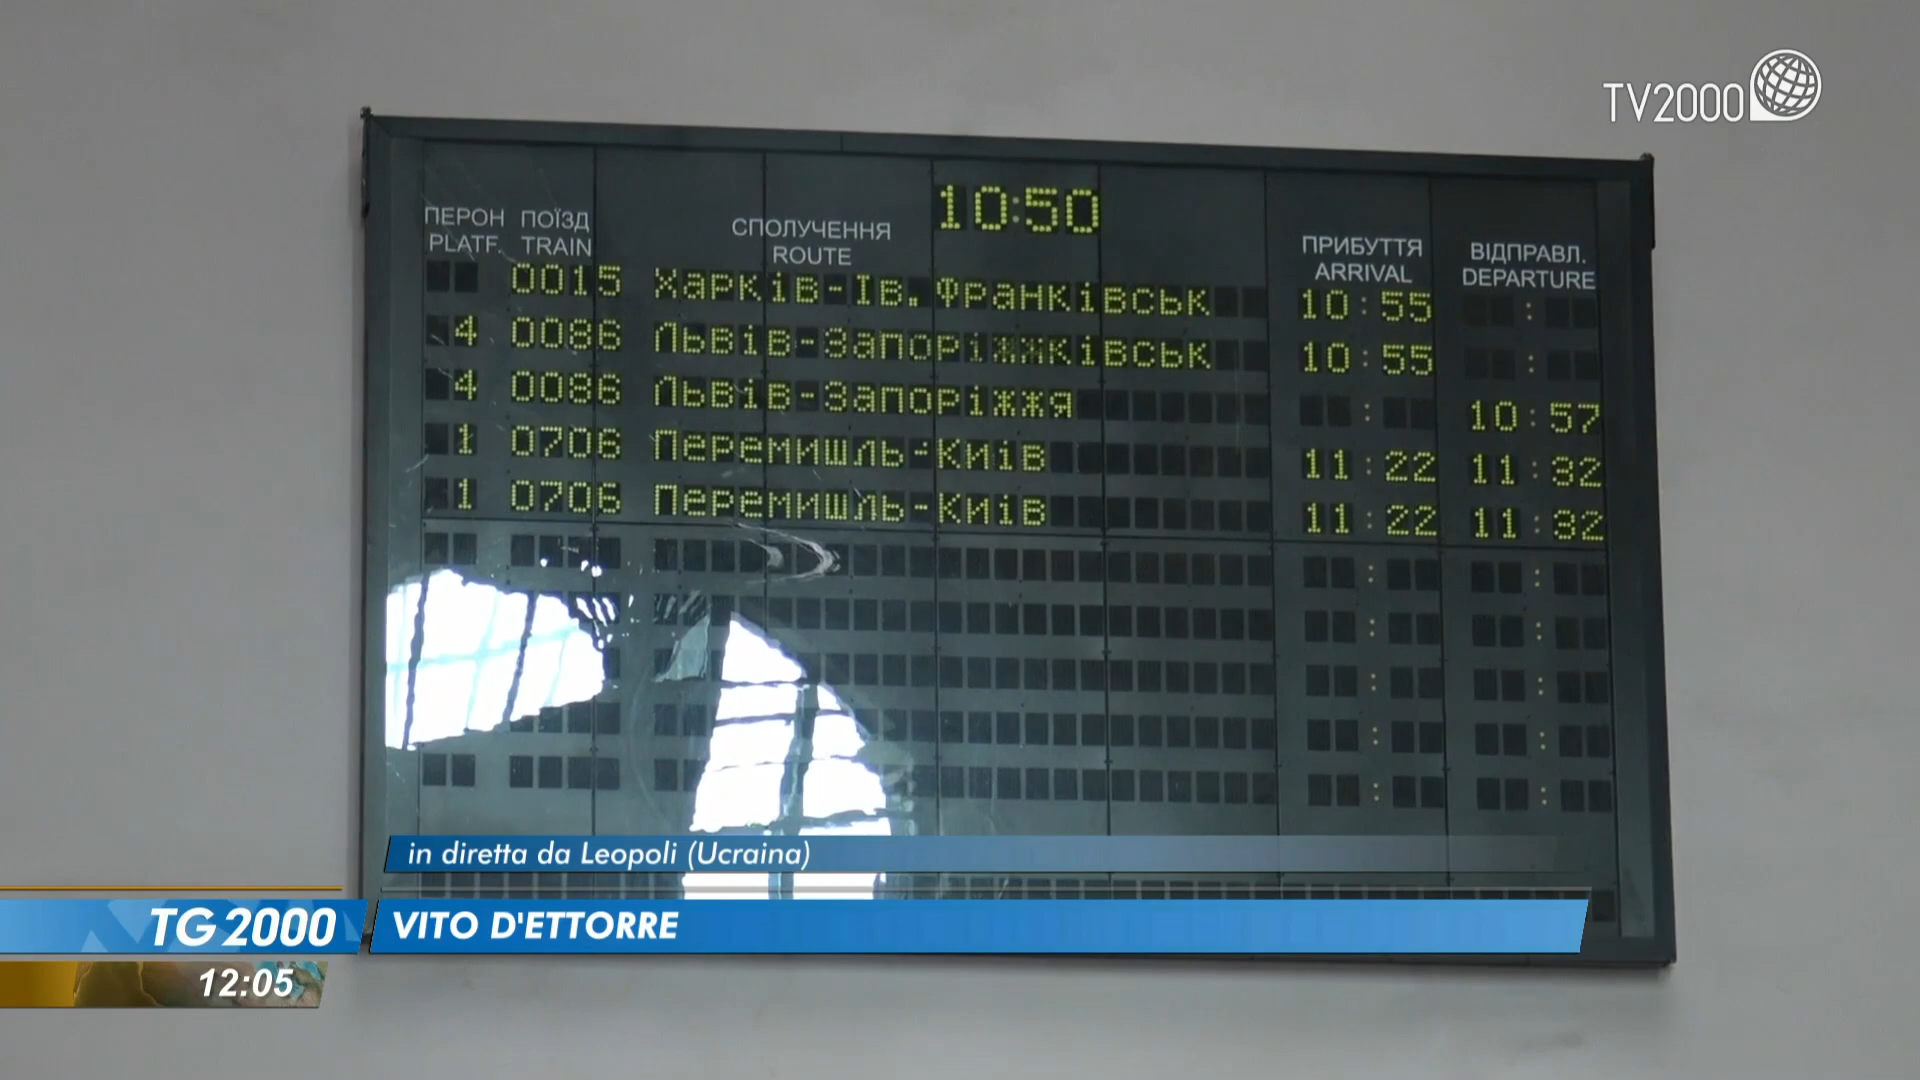 TV2000
10:50
ПЕРОН ПОЇЗД СПОЛУЧЕННЯ ПРИБУТТЯ ВІДПРАВЛ.
PLATF. TRAIN ROUTE ARRIVAL DEPARTURE
0015 Харків-Ів.Франківськ 10:55 :
4 0086 Львів-Запоріжжківськ 10:55 :
4 0086 Львів-Запоріжжя : 10:57
1 0706 Перемишль-Київ 11:22 11:32
1 0706 Перемишль-Київ 11:22 11:32
in diretta da Leopoli (Ucraina)
TG 2000 VITO D'ETTORRE
12:05